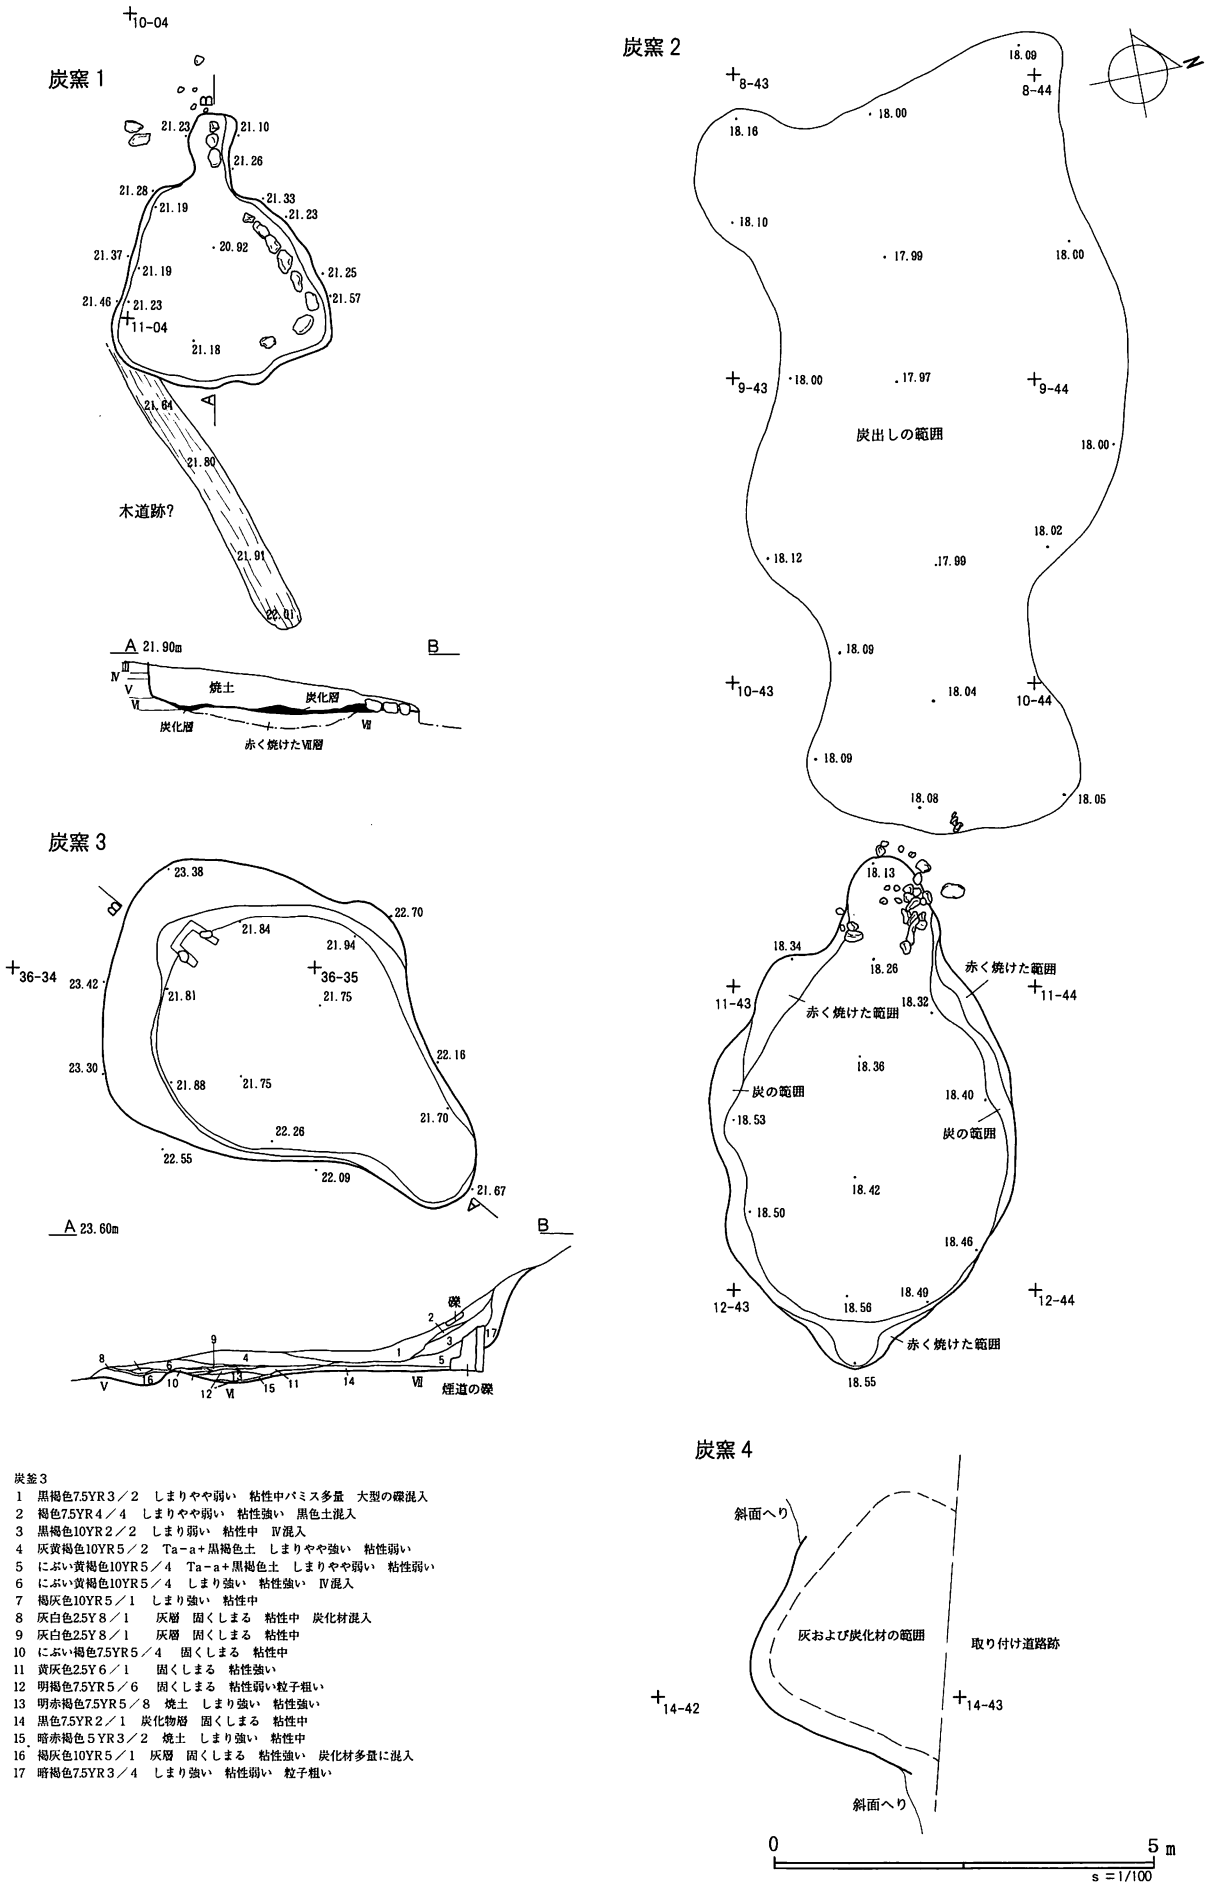 炭窯1
10-04
B
21.23
21.10
21.26
21.28
21.19
21.33
21.23
21.37
20.92
21.19
21.25
21.46
21.23
21.57
11-04
21.18
A
21.64
21.80
木道跡?
21.91
22.01
A 21.90m
B
Ⅲ
Ⅳ
Ⅴ
Ⅵ
焼土
炭化層
炭化層
Ⅶ
赤く焼けたⅦ層
炭窯2
N
18.09
8-43
8-44
18.16
18.00
18.10
17.99
18.00
9-43
18.00
17.97
9-44
炭出しの範囲
18.00
18.02
18.12
17.99
18.09
10-43
18.04
10-44
18.09
18.08
18.05
18.13
18.34
18.26
赤く焼けた範囲
11-43
赤く焼けた範囲
18.32
11-44
18.36
炭の範囲
18.40
18.53
炭の範囲
18.42
18.50
18.46
12-43
18.56
18.49
12-44
赤く焼けた範囲
18.55
炭窯3
23.38
B
22.70
21.84
21.94
36-34
36-35
23.42
21.81
21.75
22.16
23.30
21.88
21.75
21.70
22.26
22.55
22.09
21.67
A
A 23.60m
B
礫
2
3
17
9
8
6
4
1
5
7
16
10
12
13
15
11
14
Ⅴ
Ⅵ
Ⅶ
煙道の礫
炭釜3
1 黒褐色7.5YR3/2 しまりやや弱い 粘性中パミス多量 大型の礫混入
2 褐色7.5YR4/4 しまりやや弱い 粘性強い 黒色土混入
3 黒褐色10YR2/2 しまり弱い 粘性中 Ⅳ混入
4 灰黄褐色10YR5/2 Ta-a+黒褐色土 しまりやや強い 粘性弱い
5 にぶい黄褐色10YR5/4 Ta-a+黒褐色土 しまりやや弱い 粘性弱い
6 にぶい黄褐色10YR5/4 しまり強い 粘性強い Ⅳ混入
7 褐灰色10YR5/1 しまり強い 粘性中
8 灰白色2.5Y8/1 灰層 固くしまる 粘性中 炭化材混入
9 灰白色2.5Y8/1 灰層 固くしまる 粘性中
10 にぶい褐色7.5YR5/4 固くしまる 粘性中
11 黄灰色2.5Y6/1 固くしまる 粘性強い
12 明褐色7.5YR5/6 固くしまる 粘性弱い粒子粗い
13 明赤褐色7.5YR5/8 焼土 しまり強い 粘性強い
14 黒色7.5YR2/1 炭化物層 固くしまる 粘性中
15 暗赤褐色5YR3/2 焼土 しまり強い 粘性中
16 褐灰色10YR5/1 灰層 固くしまる 粘性強い 炭化材多量に混入
17 暗褐色7.5YR3/4 しまり強い 粘性弱い 粒子粗い
炭窯4
斜面へり
灰および炭化材の範囲
取り付け道路跡
14-42
14-43
斜面へり
0
5 m
s=1/100